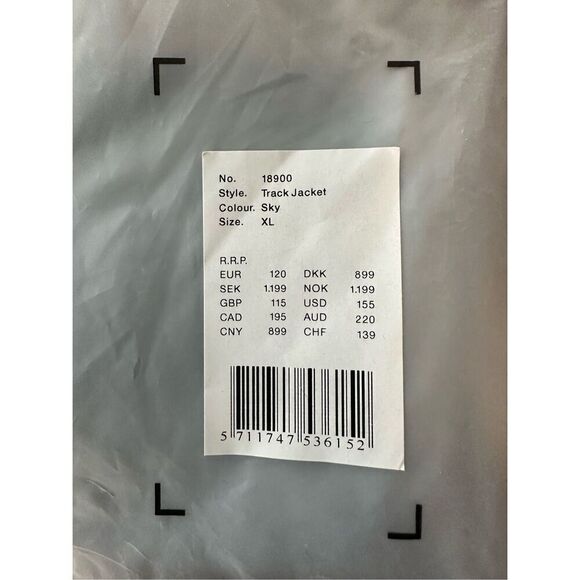 No. 18900
Style. Track Jacket
Colour. Sky
Size. XL
R.R.P.
EUR 120 DKK 899
SEK 1.199 NOK 1.199
GBP 115 USD 155
CAD 195 AUD 220
CNY 899 CHF 139
5 711747 536152